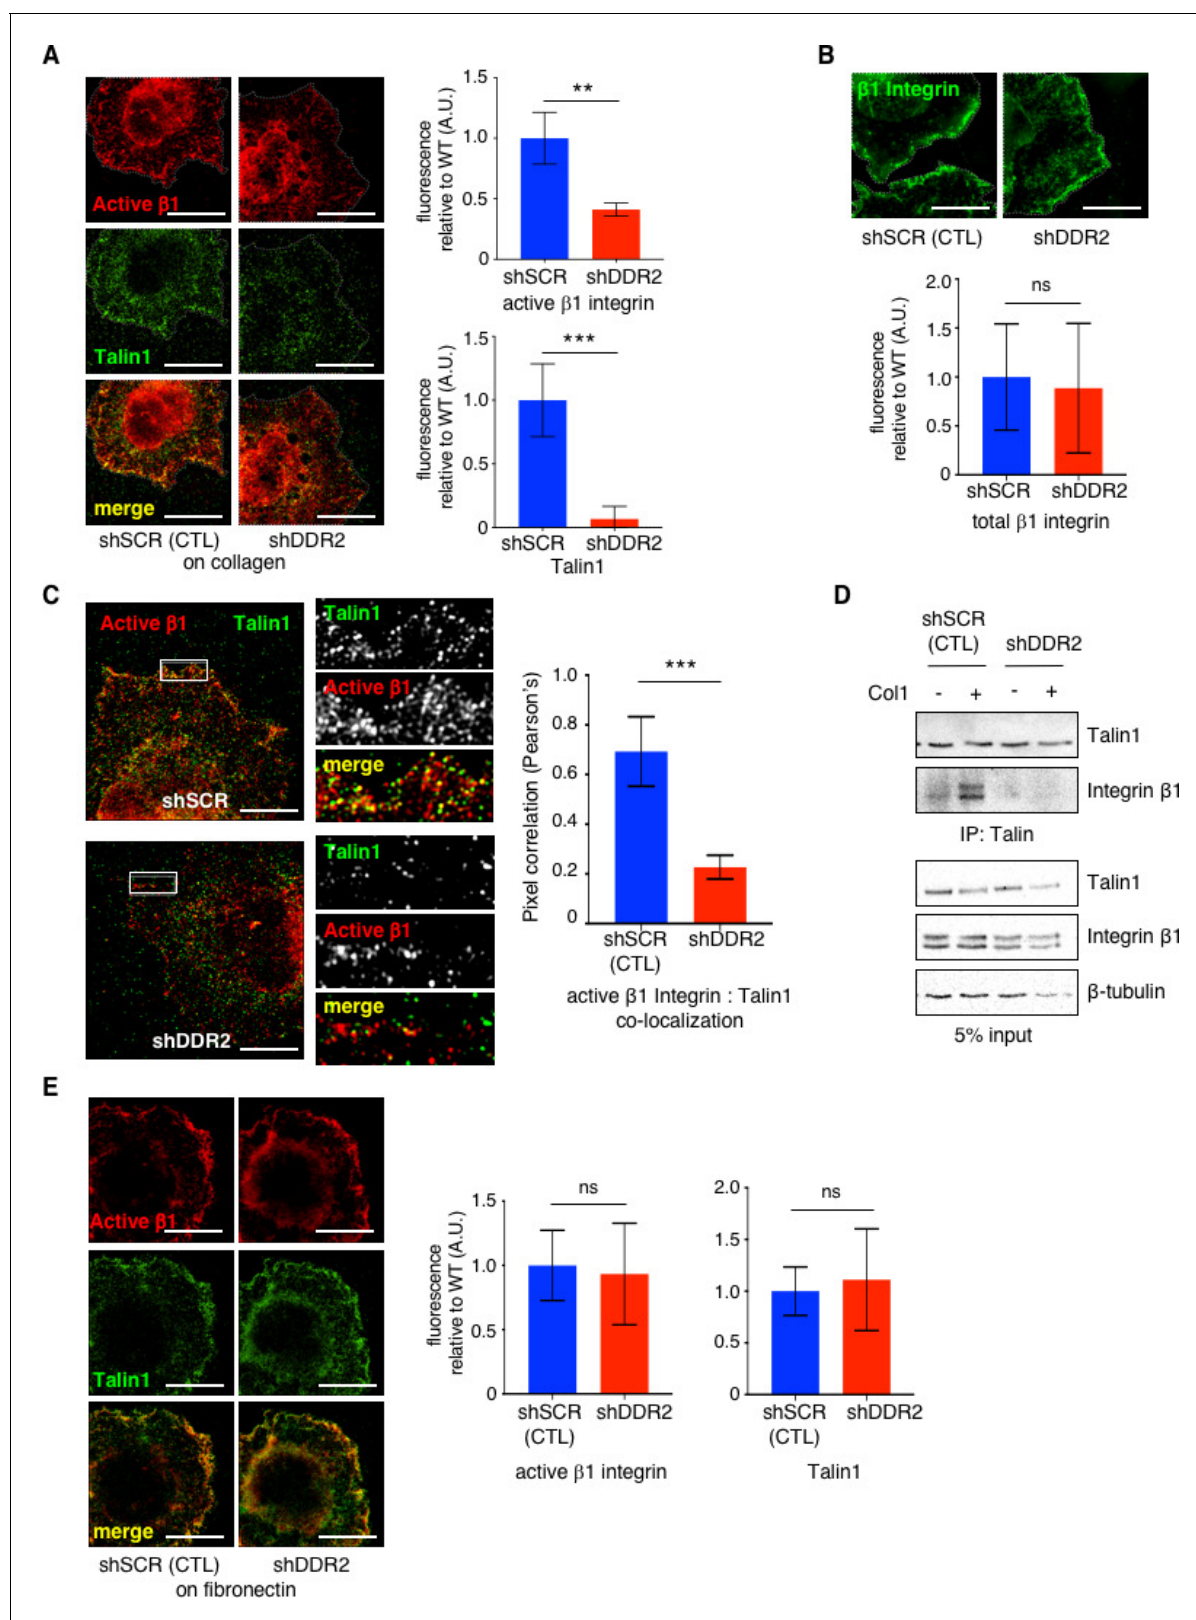 A
Active β1
Talin1
merge
shSCR (CTL) shDDR2
on collagen
fluorescence
relative to WT (A.U.)
1.5
1.0
0.5
0
**
shSCR shDDR2
active β1 integrin
fluorescence
relative to WT (A.U.)
1.5
1.0
0.5
0
***
shSCR shDDR2
Talin1
B
β1 Integrin
shSCR (CTL) shDDR2
fluorescence
relative to WT (A.U.)
2.0
1.5
1.0
0.5
0
ns
shSCR shDDR2
total β1 integrin
C
Active β1 Talin1
shSCR
Talin1
Active β1
merge
shDDR2
Talin1
Active β1
merge
Pixel correlation (Pearson's)
1.0
0.8
0.6
0.4
0.2
0
***
shSCR shDDR2
(CTL)
active β1 Integrin : Talin1
co-localization
D
shSCR
(CTL) shDDR2
Col1 - + - +
Talin1
Integrin β1
IP: Talin
Talin1
Integrin β1
β-tubulin
5% input
E
Active β1
Talin1
merge
shSCR (CTL) shDDR2
on fibronectin
fluorescence
relative to WT (A.U.)
1.5
1.0
0.5
0
ns
shSCR shDDR2
(CTL)
active β1 integrin
2.0
1.5
1.0
0.5
0
ns
shSCR shDDR2
(CTL)
Talin1